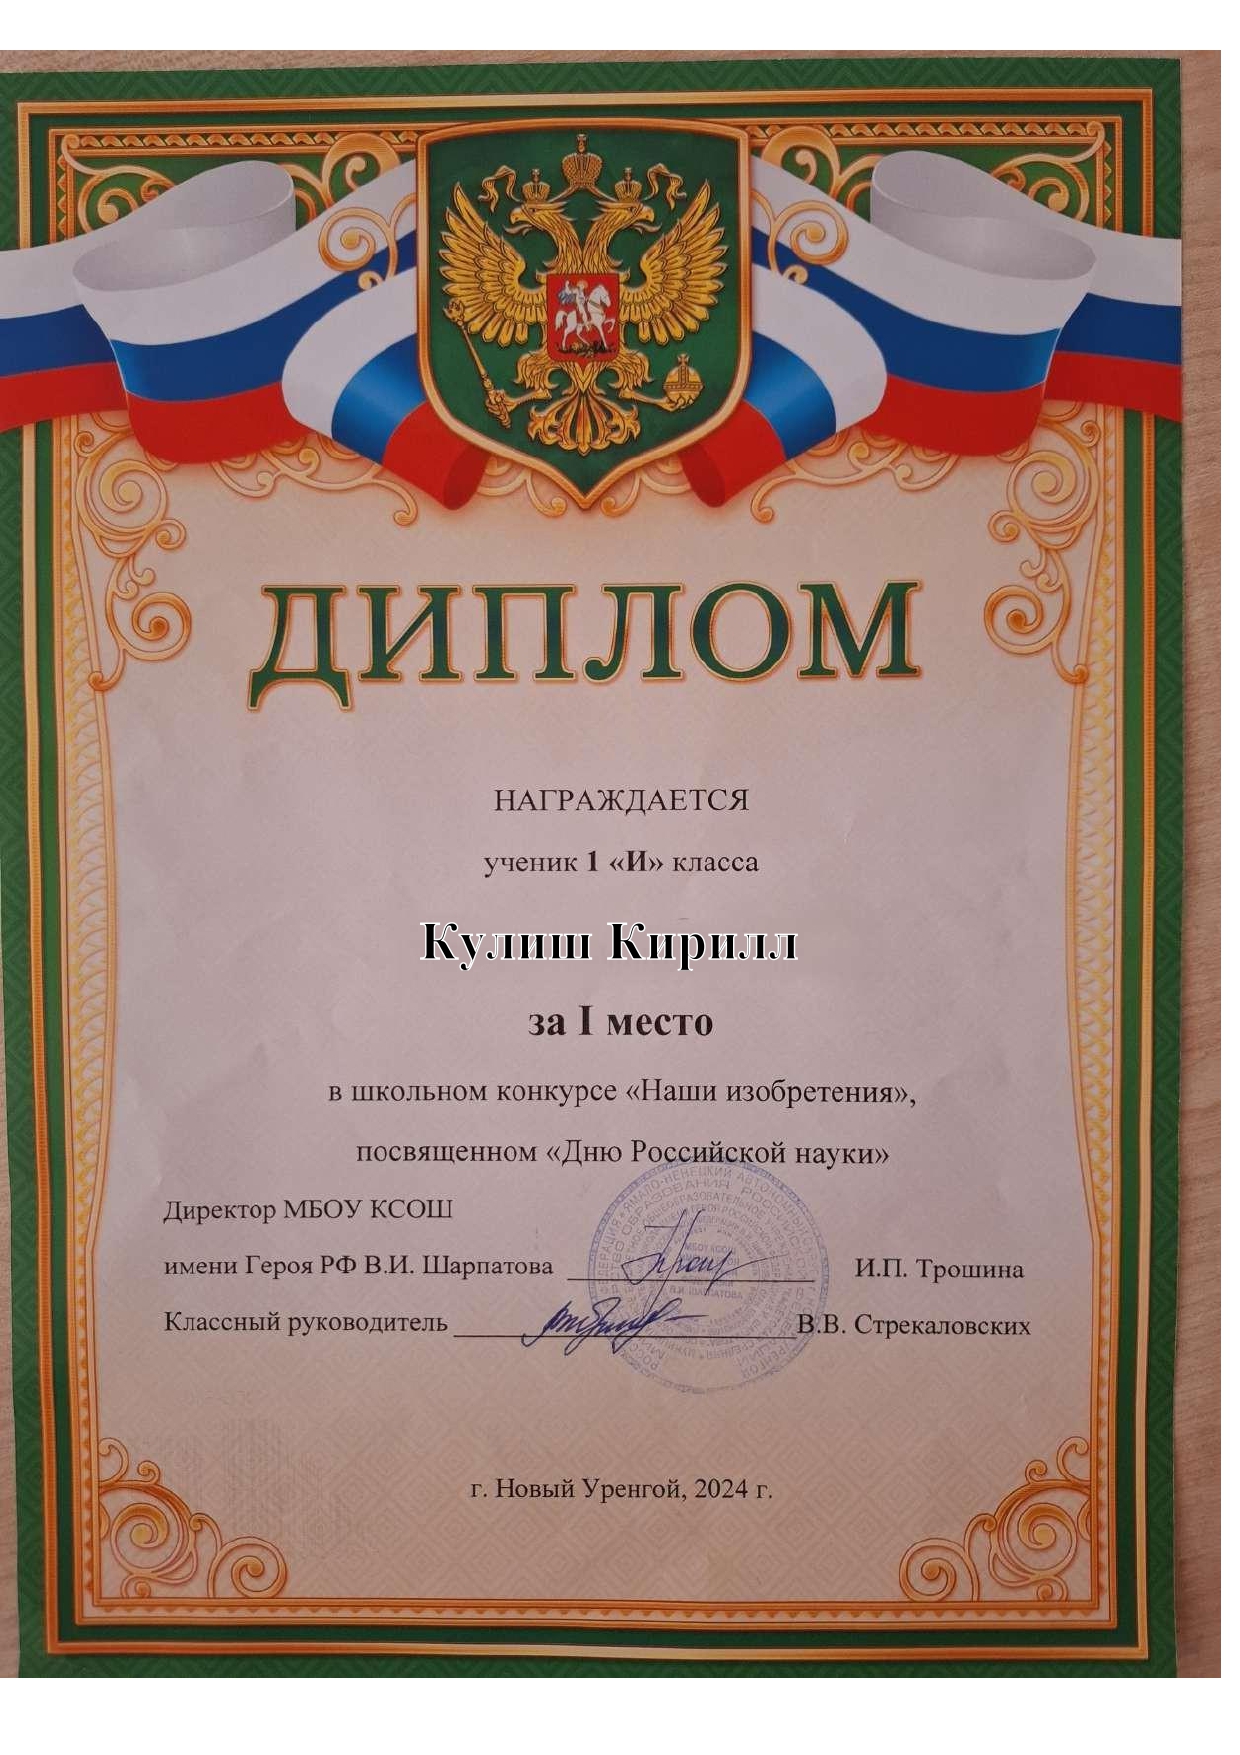 ДИПЛОМ
НАГРАЖДАЕТСЯ
ученик 1 «И» класса
Кулиш Кирилл
за I место
в школьном конкурсе «Наши изобретения»,
посвященном «Дню Российской науки»
Директор МБОУ КСОШ
имени Героя РФ В.И. Шарпатова И.П. Трошина
Классный руководитель В.В. Стрекаловских
г. Новый Уренгой, 2024 г.